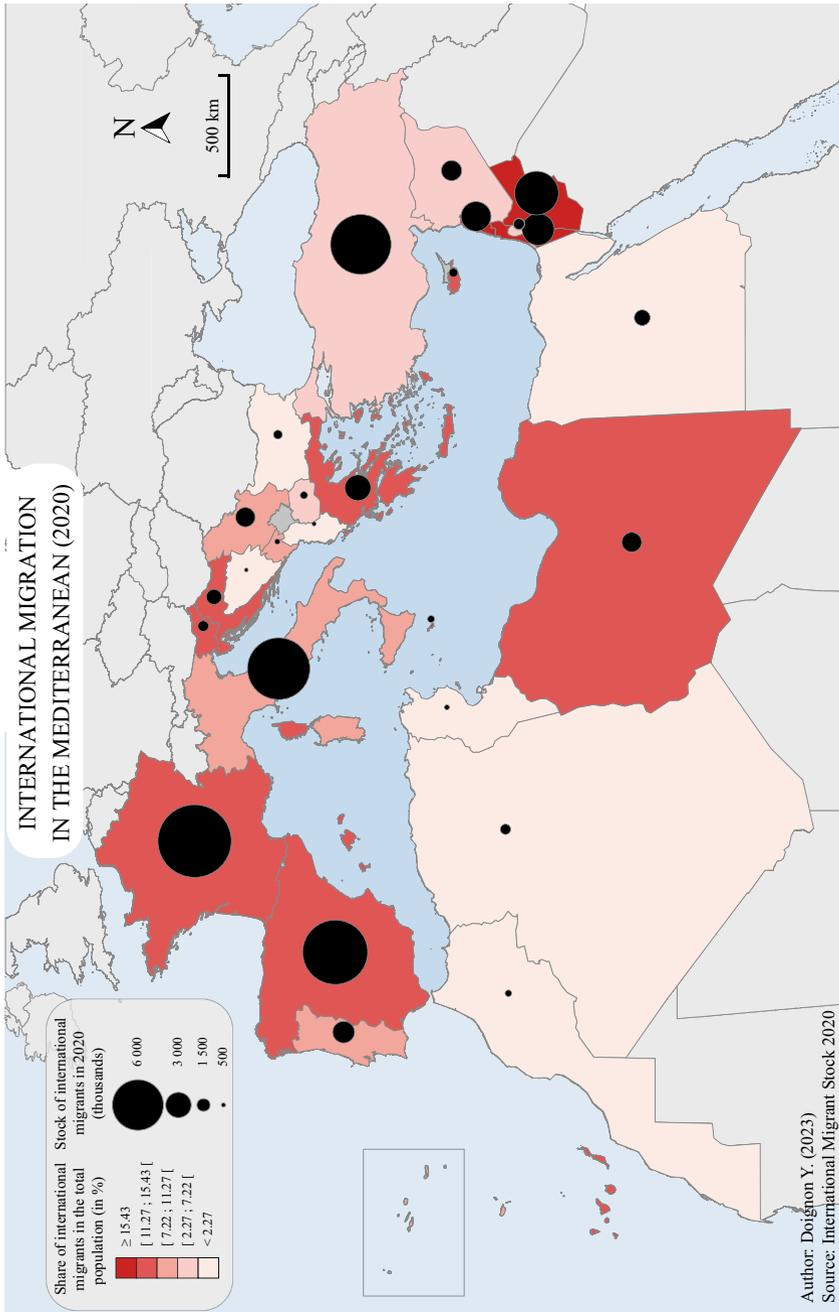 INTERNATIONAL MIGRATION
IN THE MEDITERRANEAN (2020)
N
500 km
Share of international
migrants in the total
population (in %)
≥ 15.43
[ 11.27 ; 15.43 [
[ 7.22 ; 11.27 [
[ 2.27 ; 7.22 [
< 2.27
Stock of international
migrants in 2020
(thousands)
6 000
3 000
1 500
500
Author: Doignon Y. (2023)
Source: International Migrant Stock 2020